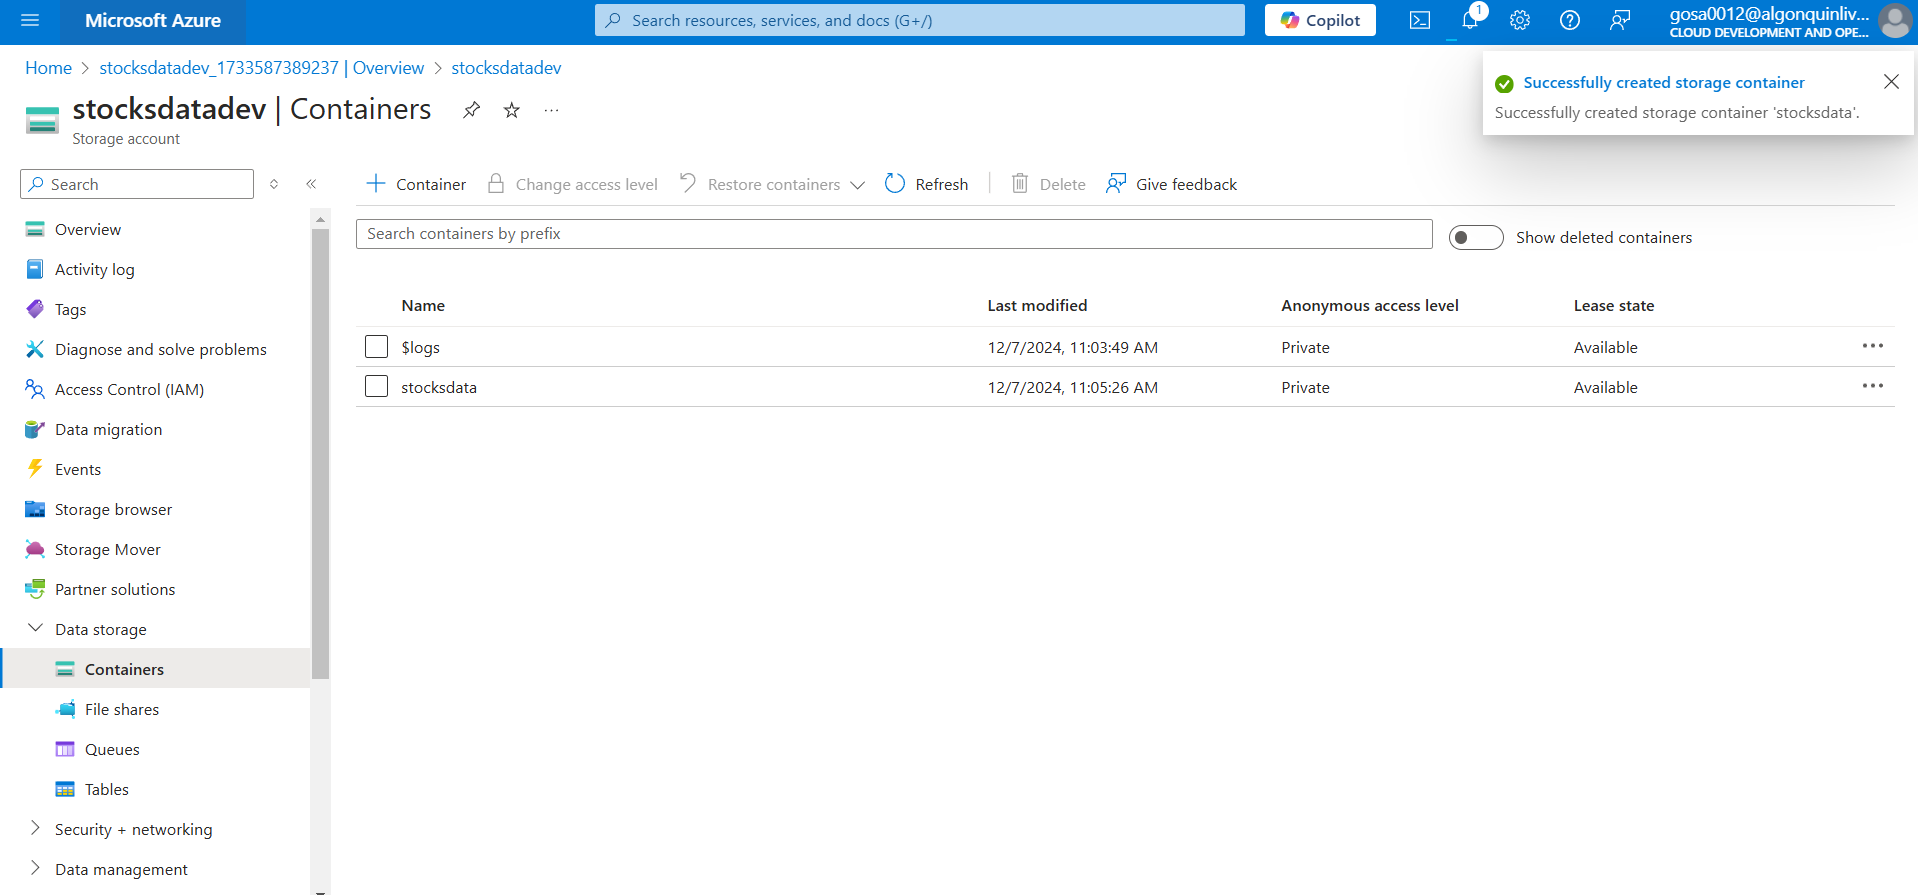 Microsoft Azure
Search resources, services, and docs (G+/)
Copilot
1
gosa0012@algonquinliv...
CLOUD DEVELOPMENT AND OPE...
Home > stocksdatadev_1733587389237 | Overview > stocksdatadev
Successfully created storage container
Successfully created storage container 'stocksdata'.
stocksdatadev | Containers
Storage account
Search
Container
Change access level
Restore containers
Refresh
Delete
Give feedback
Search containers by prefix
Show deleted containers
Overview
Activity log
Tags
Diagnose and solve problems
Access Control (IAM)
Data migration
Events
Storage browser
Storage Mover
Partner solutions
Data storage
Containers
File shares
Queues
Tables
Security + networking
Data management
Name Last modified Anonymous access level Lease state
$logs 12/7/2024, 11:03:49 AM Private Available
stocksdata 12/7/2024, 11:05:26 AM Private Available